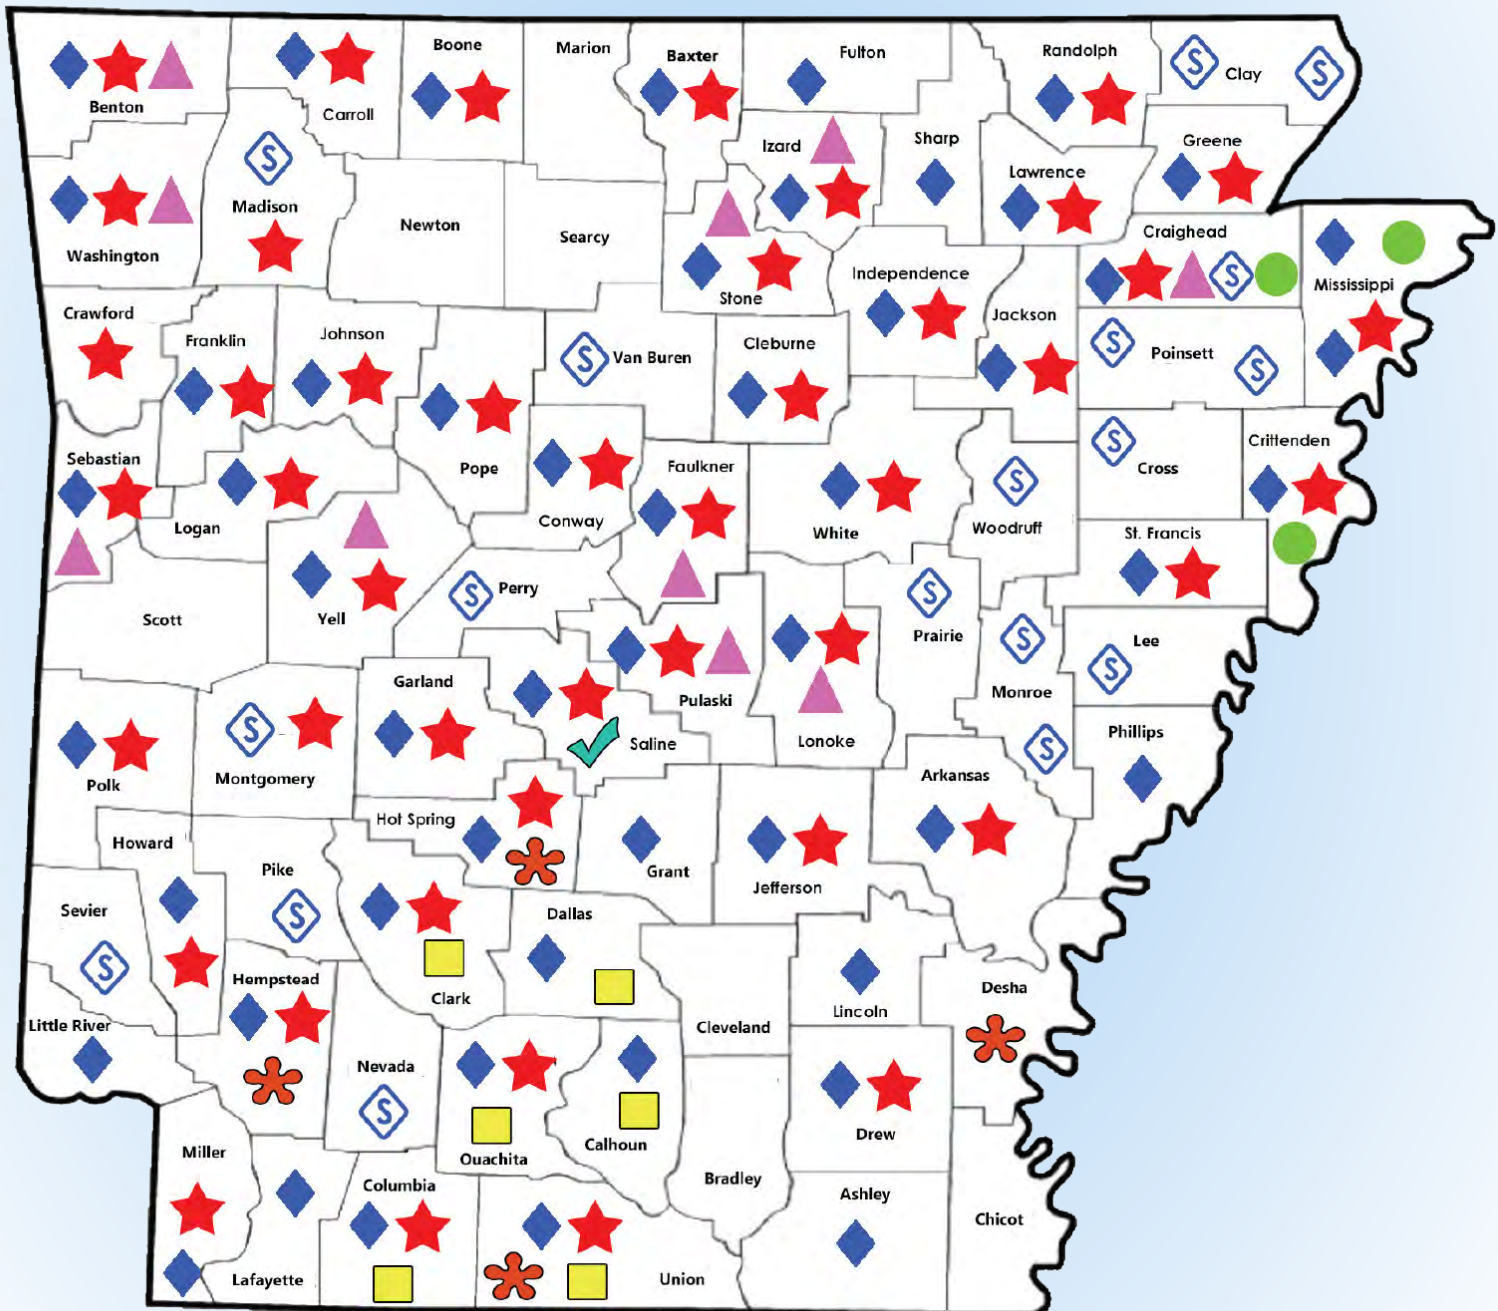 Boone
Marion
Baxter
Fulton
Randolph
S
Clay
S
Benton
Carroll
Izard
Sharp
Greene
S
Madison
Lawrence
Washington
Newton
Searcy
Stone
Independence
Craighead
S
Mississippi
Crawford
Franklin
Johnson
S
Van Buren
Cleburne
Jackson
S
Poinsett
S
Sebastian
Logan
Pope
Conway
Faulkner
White
S
Woodruff
S
Cross
Crittenden
St. Francis
Scott
Yell
S
Perry
S
Prairie
S
Monroe
S
Lee
S
Garland
Pulaski
Saline
Lonoke
Phillips
Polk
S
Montgomery
Hot Spring
Grant
Jefferson
Arkansas
Howard
Pike
S
Sevier
S
Clark
Dallas
Hempstead
Cleveland
Lincoln
Desha
Little River
Nevada
S
Ouachita
Calhoun
Drew
Miller
Columbia
Bradley
Ashley
Chicot
Lafayette
Union